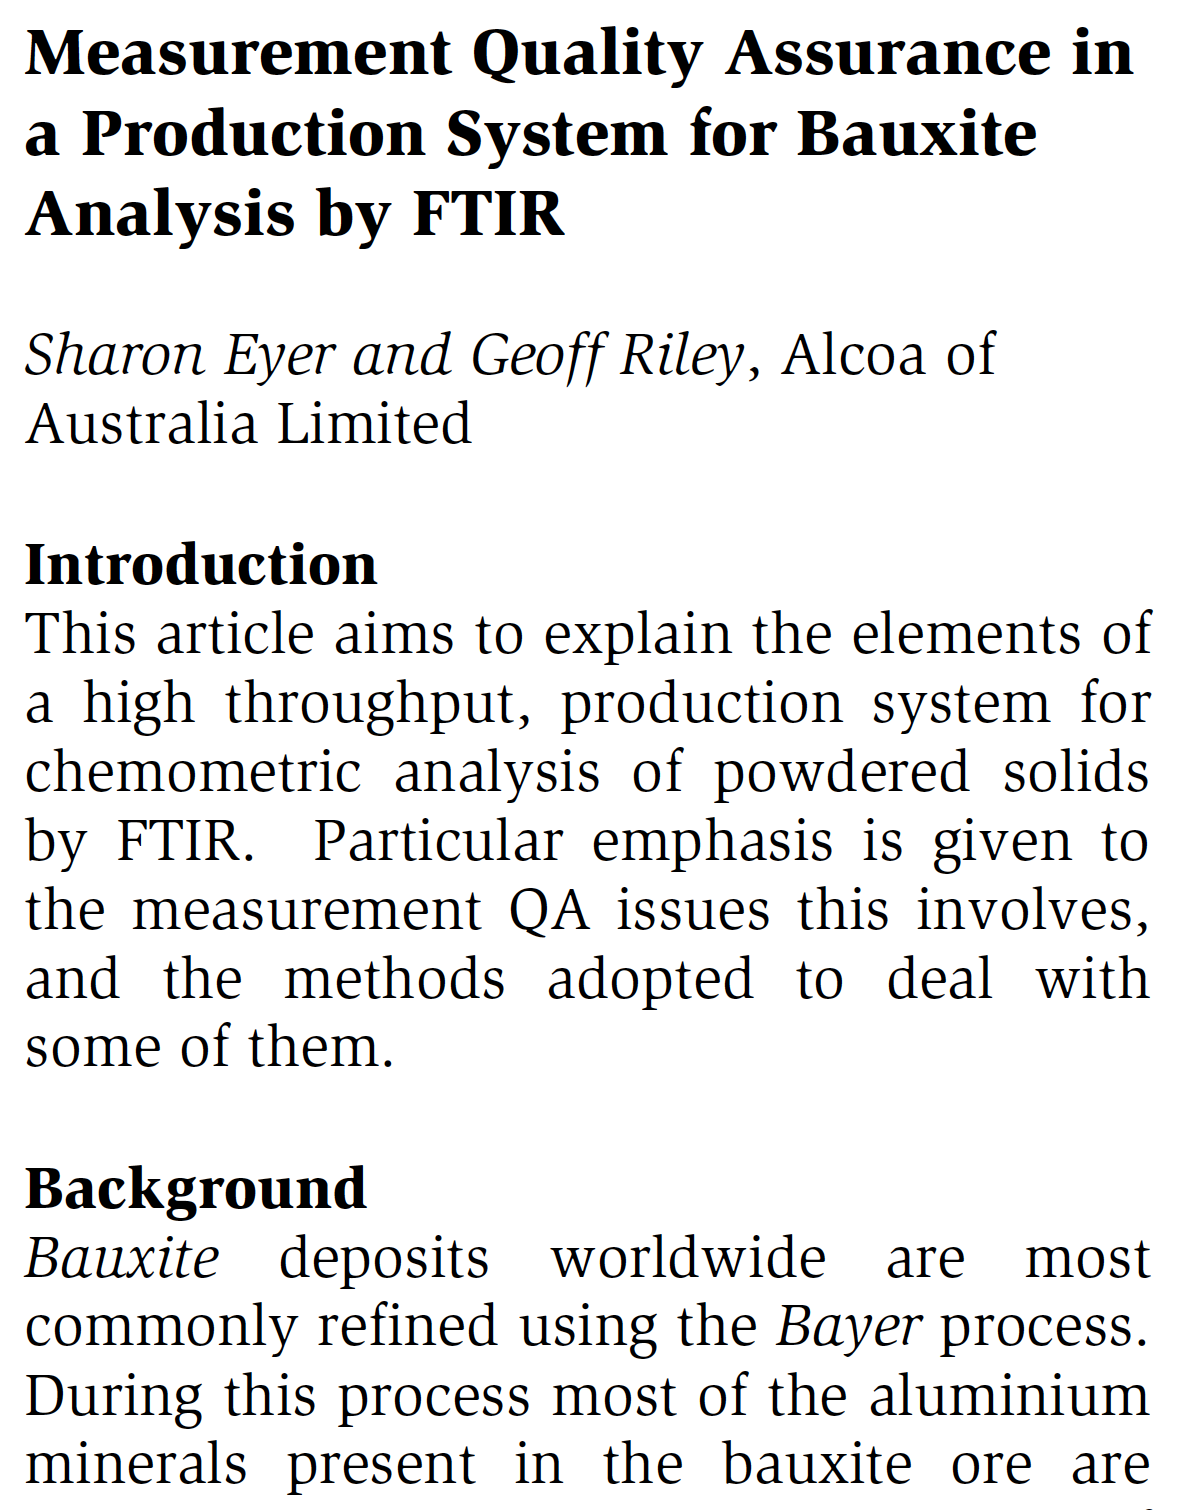 Measurement Quality Assurance in
a Production System for Bauxite
Analysis by FTIR
Sharon Eyer and Geoff Riley, Alcoa of
Australia Limited
Introduction
This article aims to explain the elements of
a high throughput, production system for
chemometric analysis of powdered solids
by FTIR.  Particular emphasis is given to
the measurement QA issues this involves,
and the methods adopted to deal with
some of them.
Background
Bauxite deposits worldwide are most
commonly refined using the Bayer process.
During this process most of the aluminium
minerals present in the bauxite ore are